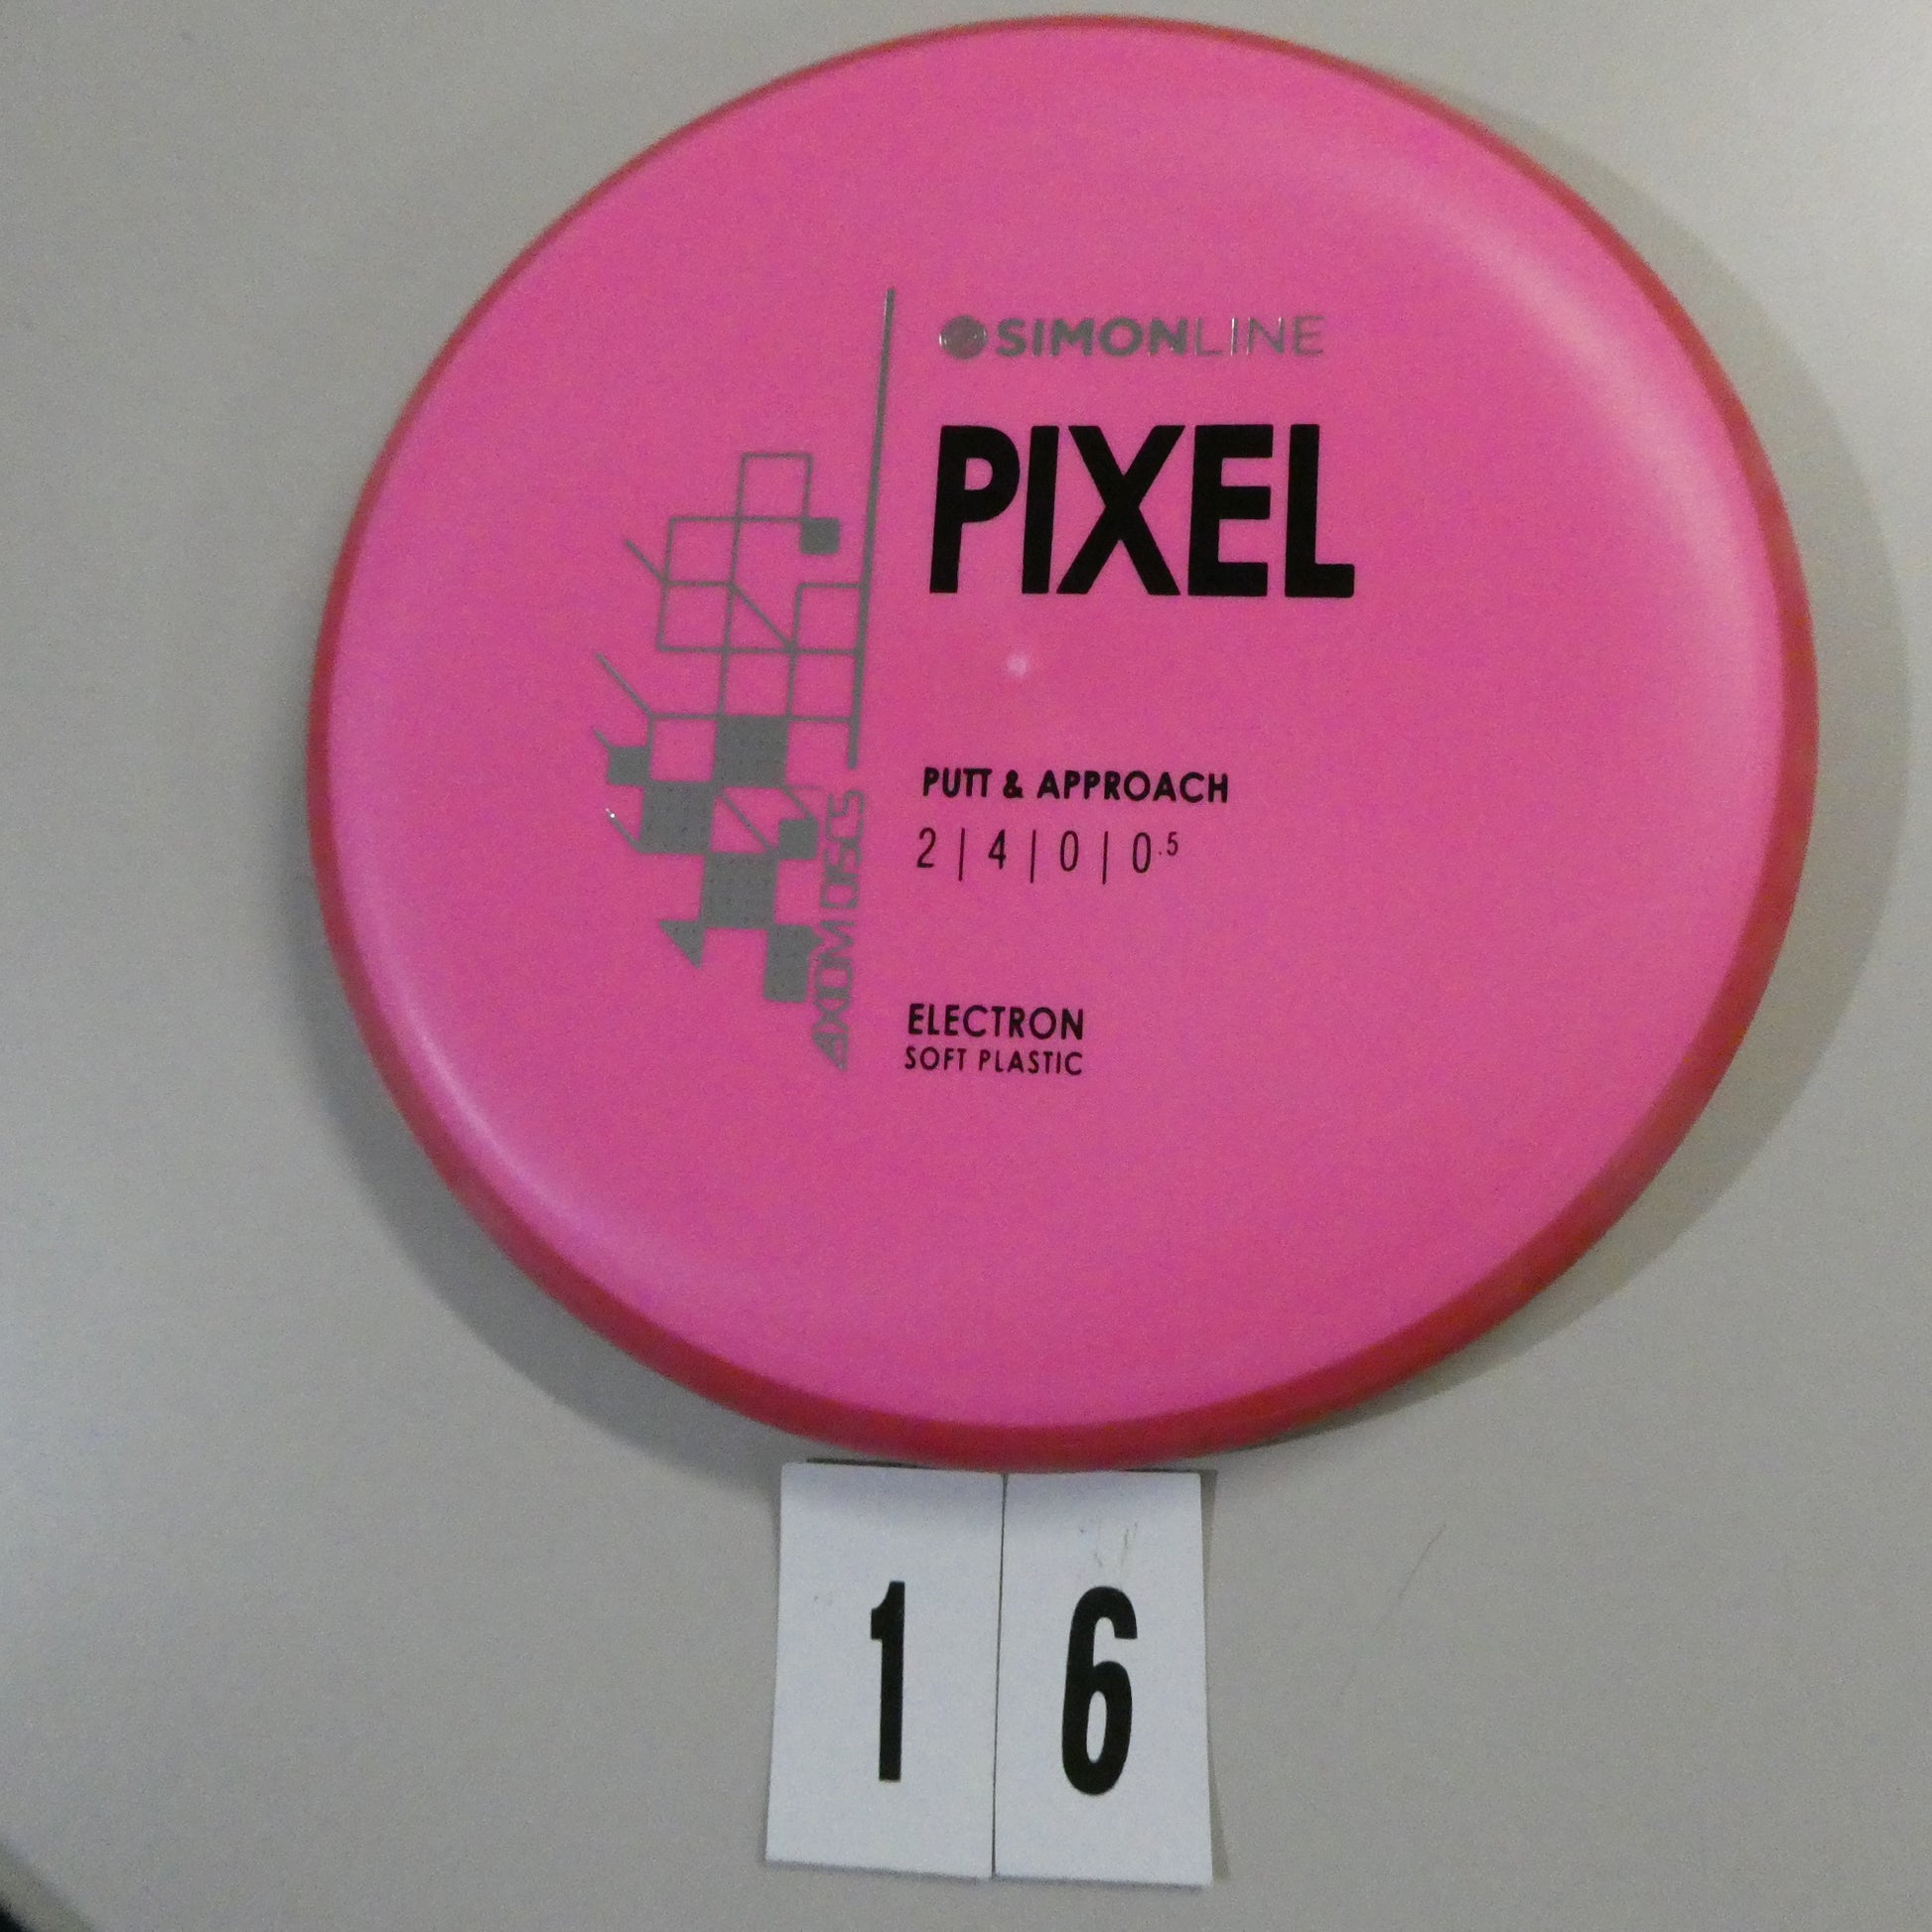 SIMONLINE
PIXEL
PUTT & APPROACH
2 | 4 | 0 | 0.5
AXIOM DISCS
ELECTRON
SOFT PLASTIC
1 6